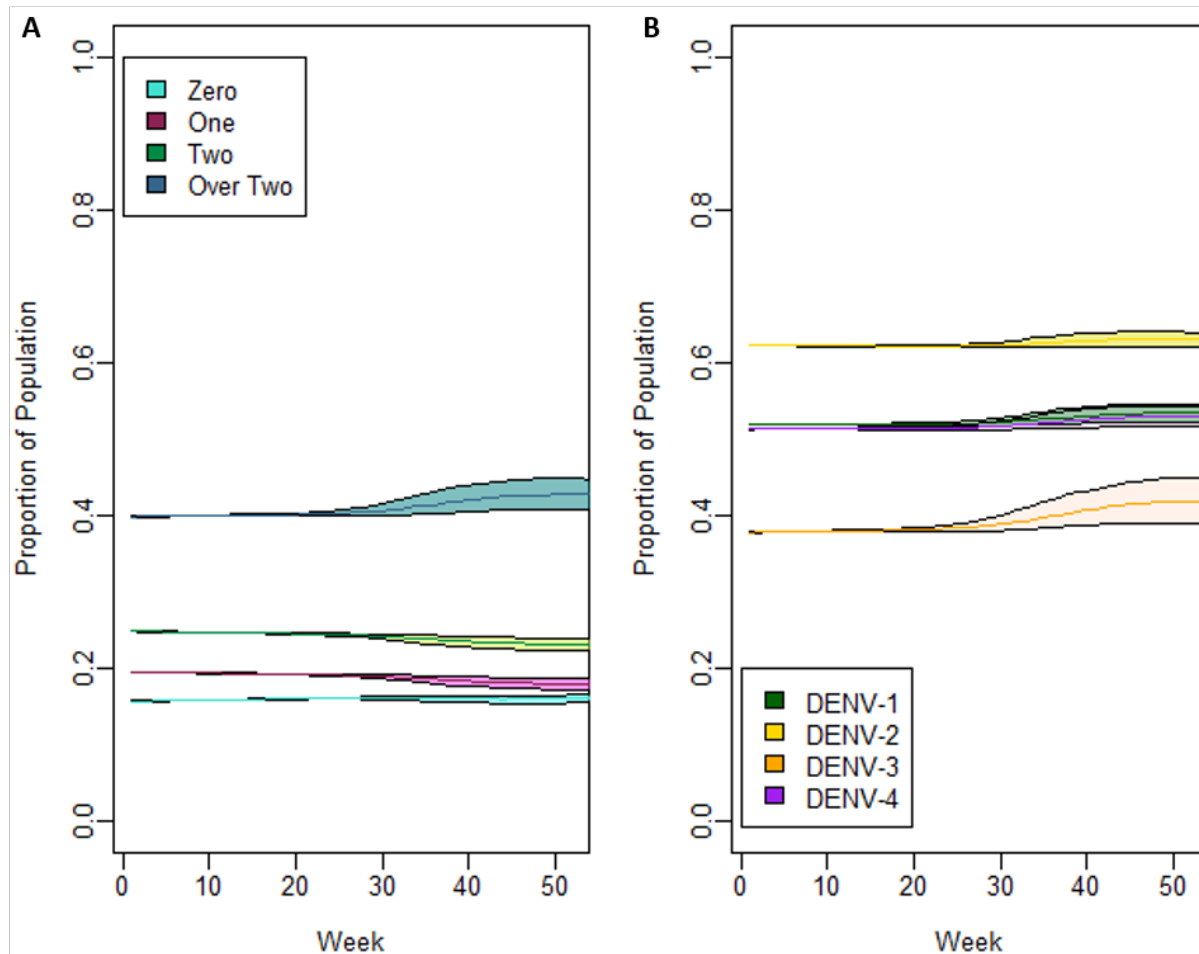 A
Zero
One
Two
Over Two
Proportion of Population
0.0
0.2
0.4
0.6
0.8
1.0
0 10 20 30 40 50
Week
B
DENV-1
DENV-2
DENV-3
DENV-4
Proportion of Population
0.0
0.2
0.4
0.6
0.8
1.0
0 10 20 30 40 50
Week